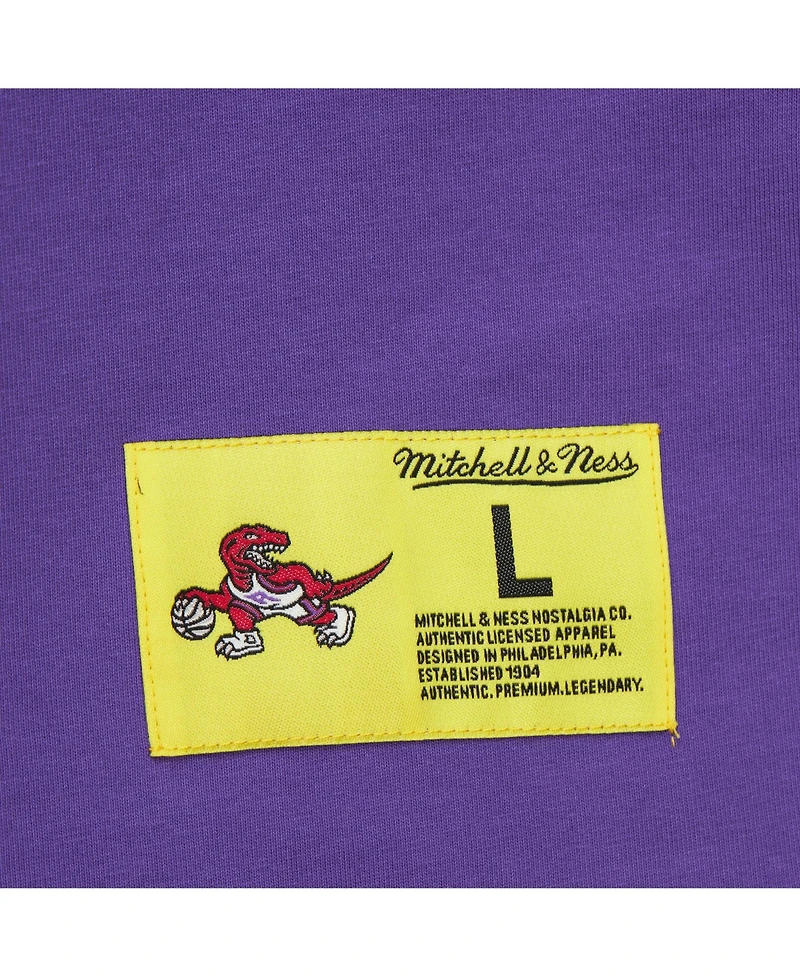 Mitchell & Ness
L
MITCHELL & NESS NOSTALGIA CO.
AUTHENTIC LICENSED APPAREL
DESIGNED IN PHILADELPHIA, PA.
ESTABLISHED 1904
AUTHENTIC. PREMIUM. LEGENDARY.